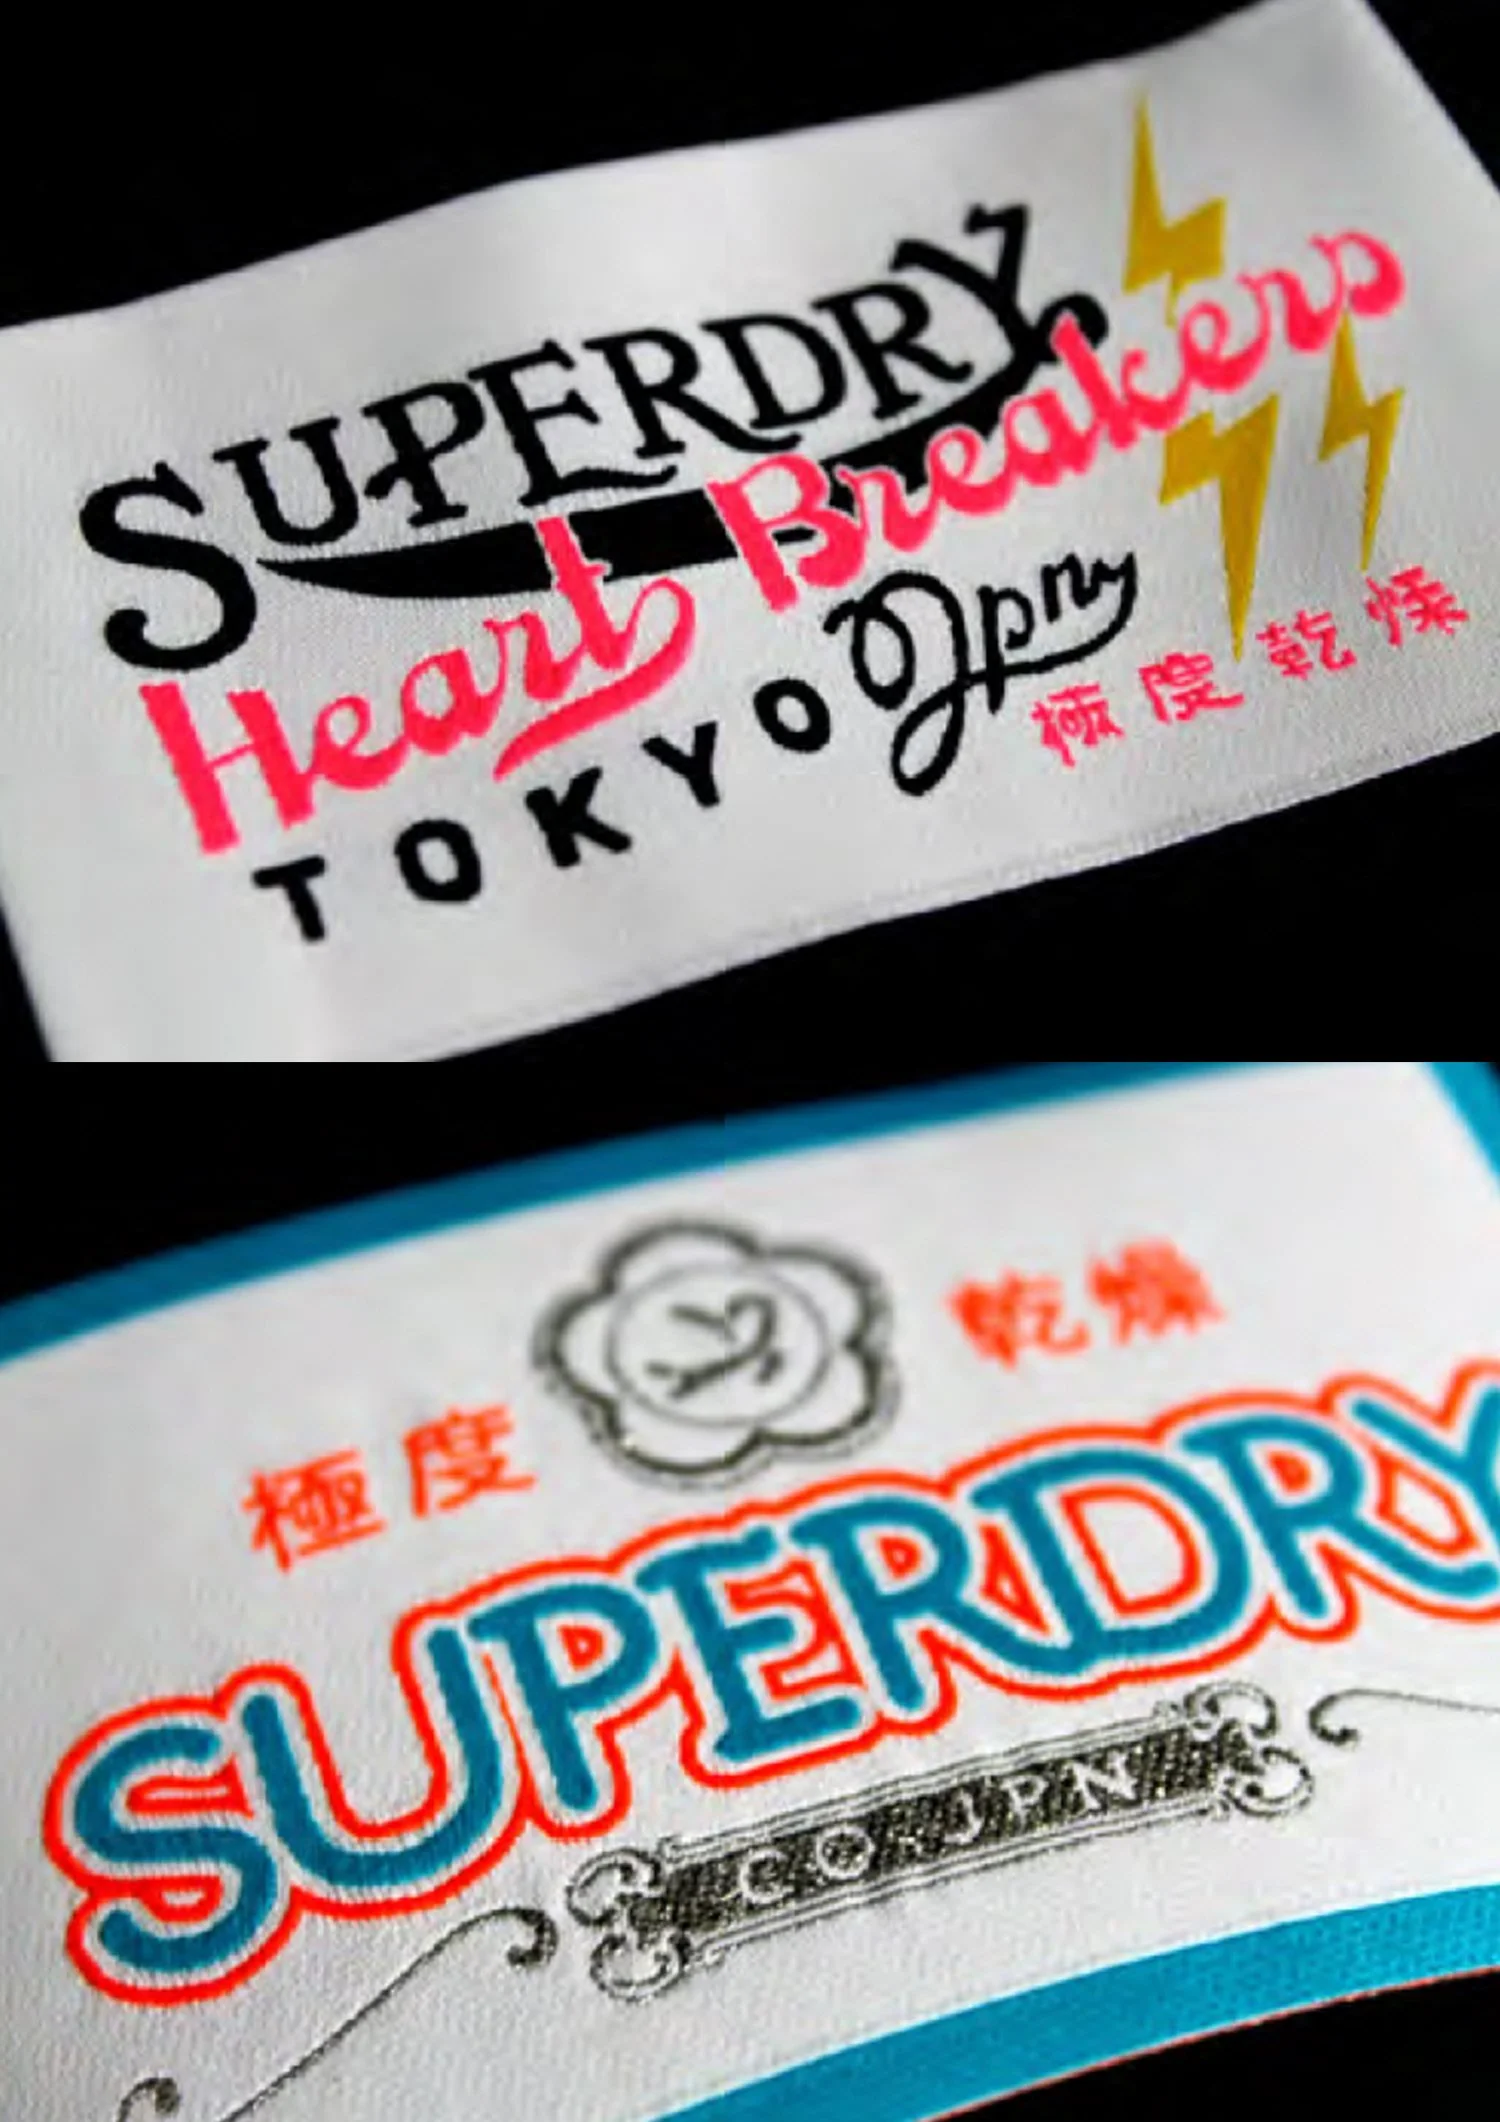 SUPERDRY
Heart Breakers
TOKYO Jpn
極度乾燥
極度 乾燥
SUPERDRY
CO JPN